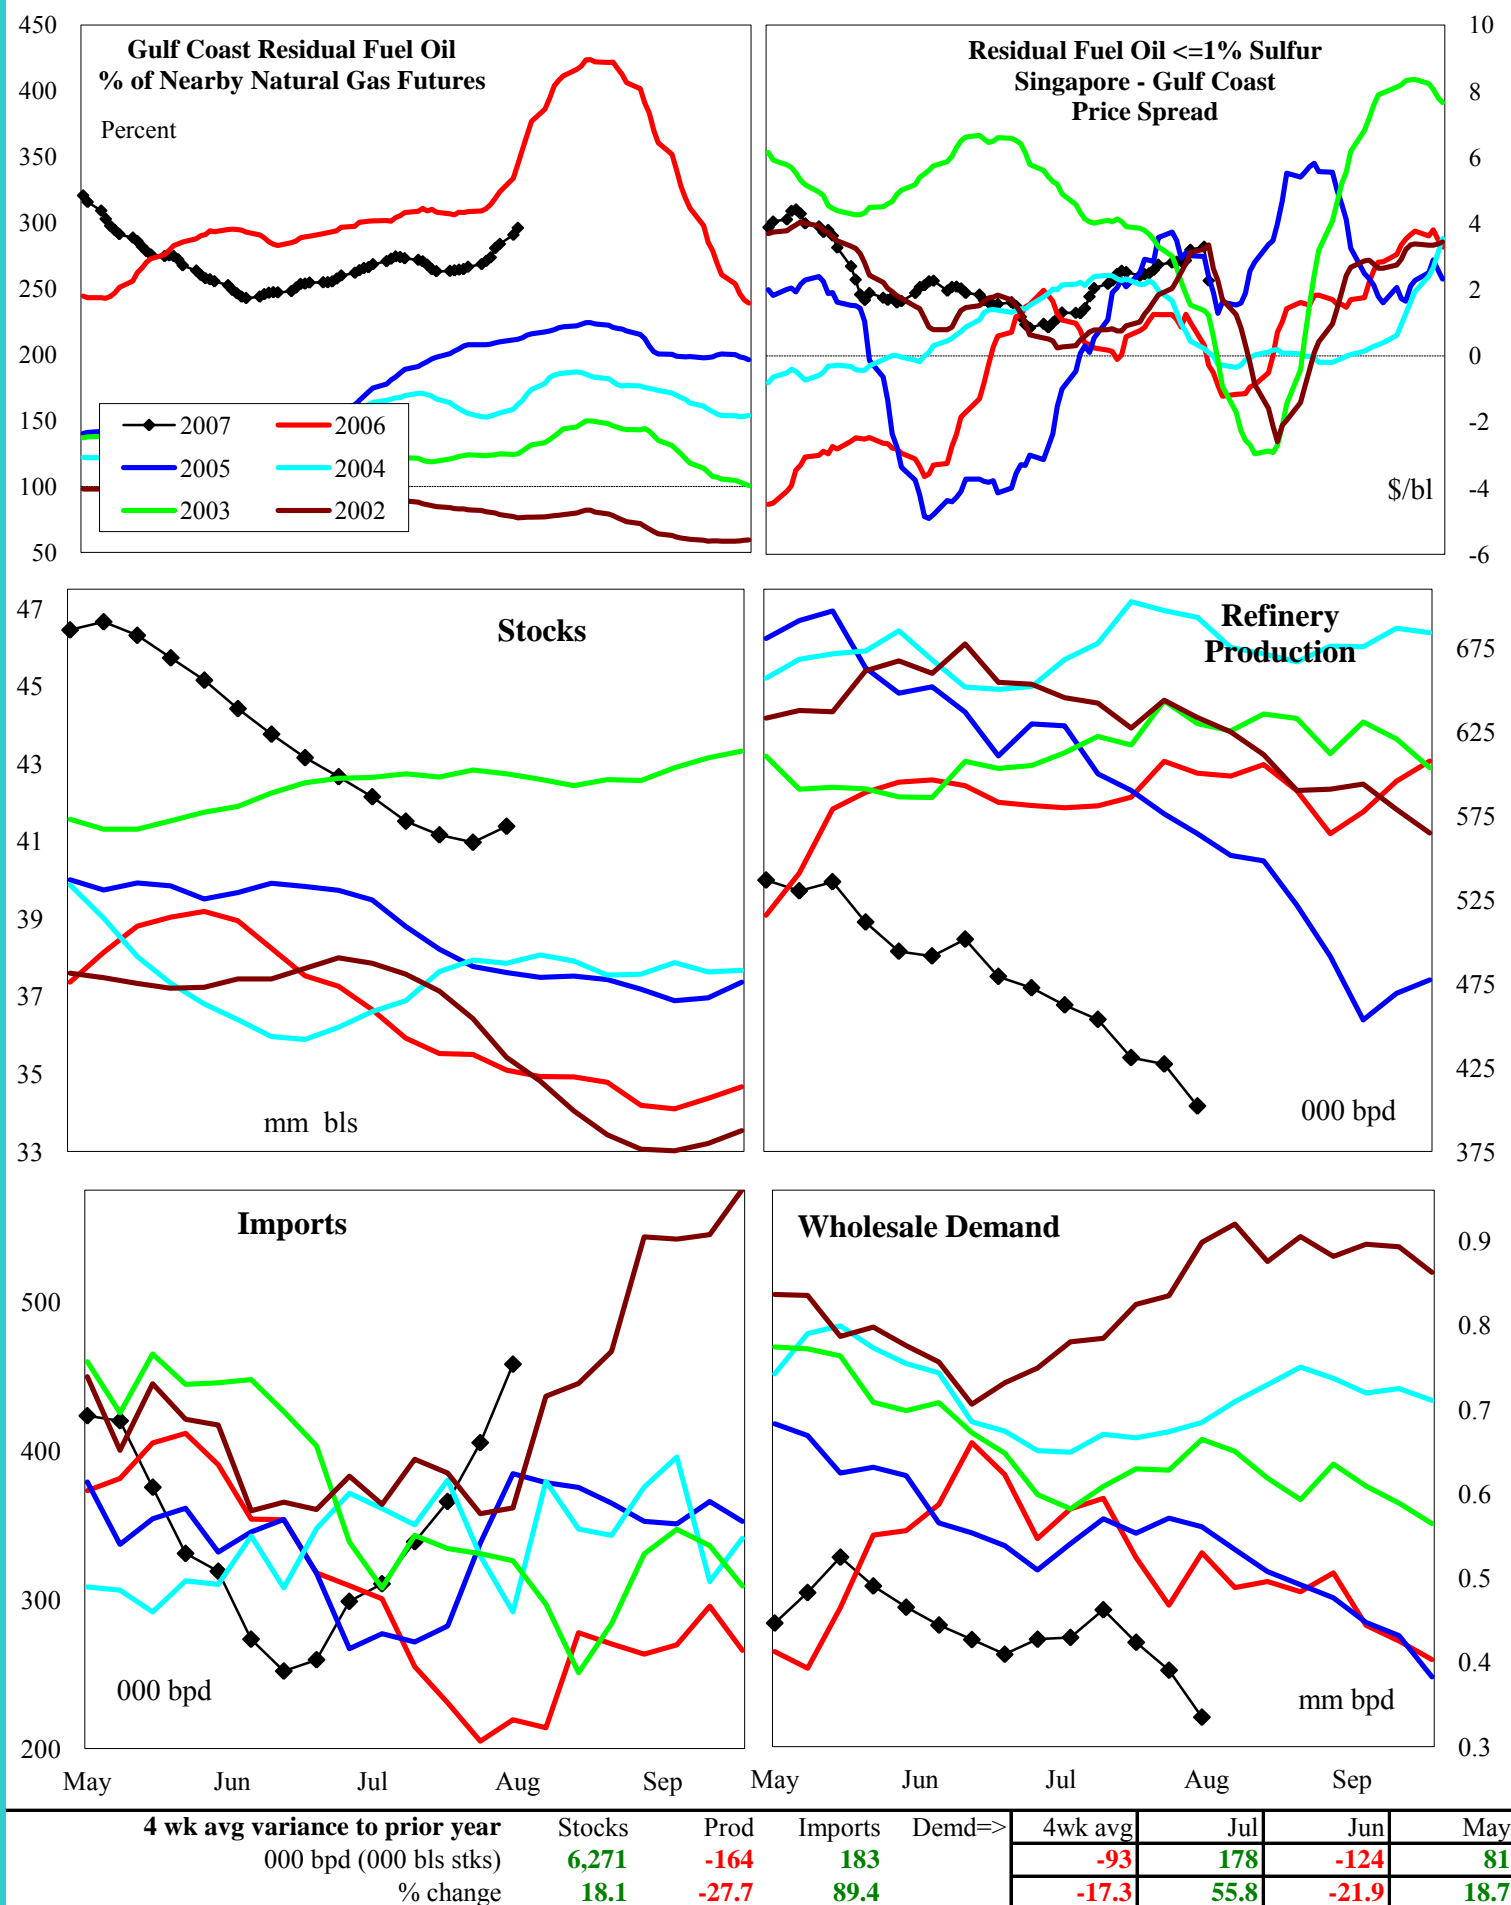 Gulf Coast Residual Fuel Oil
% of Nearby Natural Gas Futures
Percent
450
400
350
300
250
200
150
100
50
2007
2006
2005
2004
2003
2002
Residual Fuel Oil <=1% Sulfur
Singapore - Gulf Coast
Price Spread
10
8
6
4
2
0
-2
-4
-6
$/bl
Stocks
47
45
43
41
39
37
35
33
mm bls
Refinery
Production
675
625
575
525
475
425
375
000 bpd
Imports
500
400
300
200
000 bpd
May Jun Jul Aug Sep
Wholesale Demand
0.9
0.8
0.7
0.6
0.5
0.4
0.3
mm bpd
May Jun Jul Aug Sep
4 wk avg variance to prior year Stocks Prod Imports Demd=> 4wk avg Jul Jun May
000 bpd (000 bls stks) 6,271 -164 183 -93 178 -124 81
% change 18.1 -27.7 89.4 -17.3 55.8 -21.9 18.7